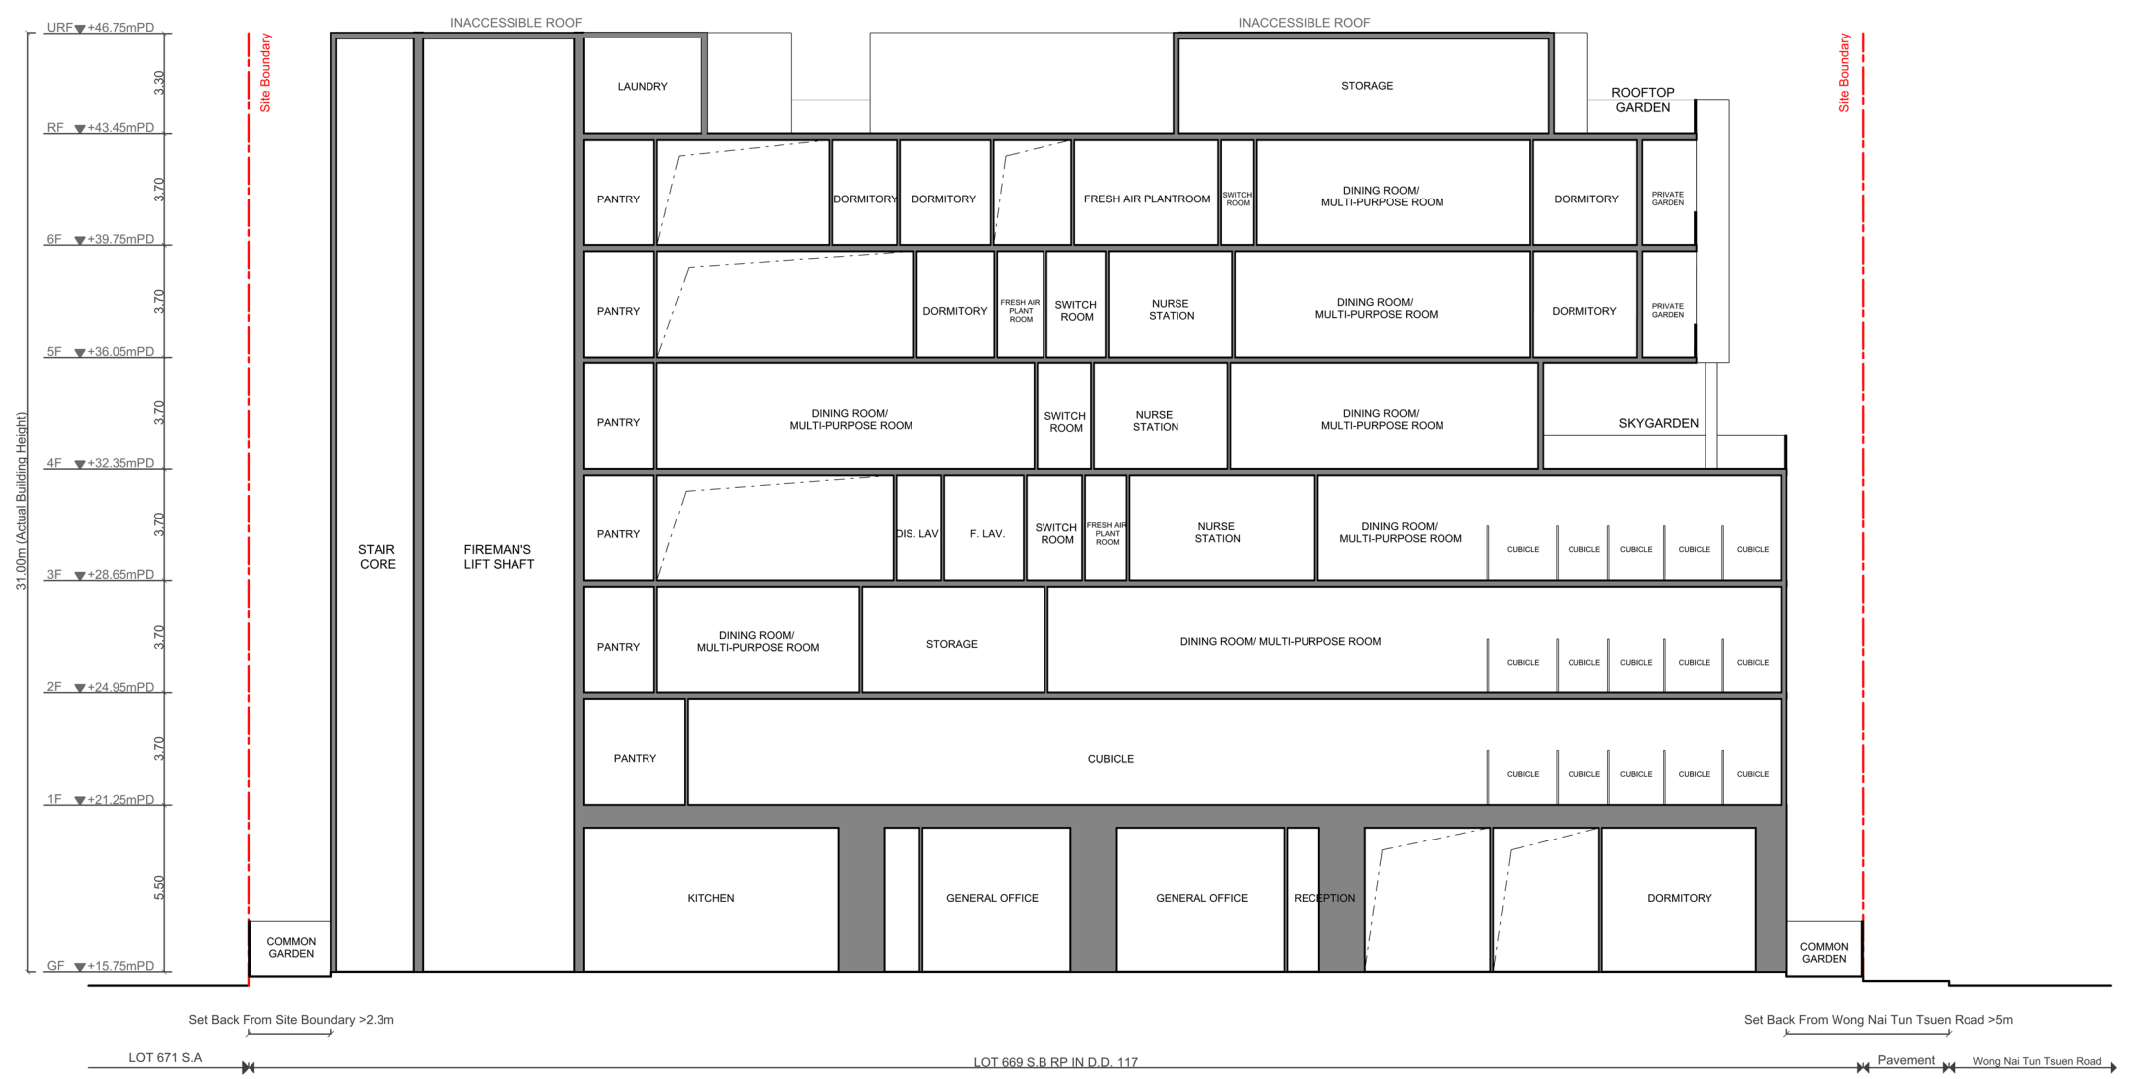 URF +46.75mPD
INACCESSIBLE ROOF
INACCESSIBLE ROOF
Site Boundary
Site Boundary
3.30
LAUNDRY
STORAGE
ROOFTOP
GARDEN
RF +43.45mPD
3.70
PANTRY
DORMITORY
DORMITORY
FRESH AIR PLANTROOM
SWITCH
ROOM
DINING ROOM/
MULTI-PURPOSE ROOM
DORMITORY
PRIVATE
GARDEN
6F +39.75mPD
3.70
PANTRY
DORMITORY
FRESH AIR
PLANT
ROOM
SWITCH
ROOM
NURSE
STATION
DINING ROOM/
MULTI-PURPOSE ROOM
DORMITORY
PRIVATE
GARDEN
5F +36.05mPD
3.70
PANTRY
DINING ROOM/
MULTI-PURPOSE ROOM
SWITCH
ROOM
NURSE
STATION
DINING ROOM/
MULTI-PURPOSE ROOM
SKYGARDEN
4F +32.35mPD
31.00m (Actual Building Height)
3.70
STAIR
CORE
FIREMAN'S
LIFT SHAFT
PANTRY
DIS. LAV
F. LAV.
SWITCH
ROOM
FRESH AIR
PLANT
ROOM
NURSE
STATION
DINING ROOM/
MULTI-PURPOSE ROOM
CUBICLE
CUBICLE
CUBICLE
CUBICLE
CUBICLE
3F +28.65mPD
3.70
PANTRY
DINING ROOM/
MULTI-PURPOSE ROOM
STORAGE
DINING ROOM/ MULTI-PURPOSE ROOM
CUBICLE
CUBICLE
CUBICLE
CUBICLE
CUBICLE
2F +24.95mPD
3.70
PANTRY
CUBICLE
CUBICLE
CUBICLE
CUBICLE
CUBICLE
CUBICLE
1F +21.25mPD
5.50
KITCHEN
GENERAL OFFICE
GENERAL OFFICE
RECEPTION
DORMITORY
COMMON
GARDEN
COMMON
GARDEN
GF +15.75mPD
Set Back From Site Boundary >2.3m
Set Back From Wong Nai Tun Tsuen Road >5m
LOT 671 S.A
LOT 669 S.B RP IN D.D. 117
Pavement
Wong Nai Tun Tsuen Road